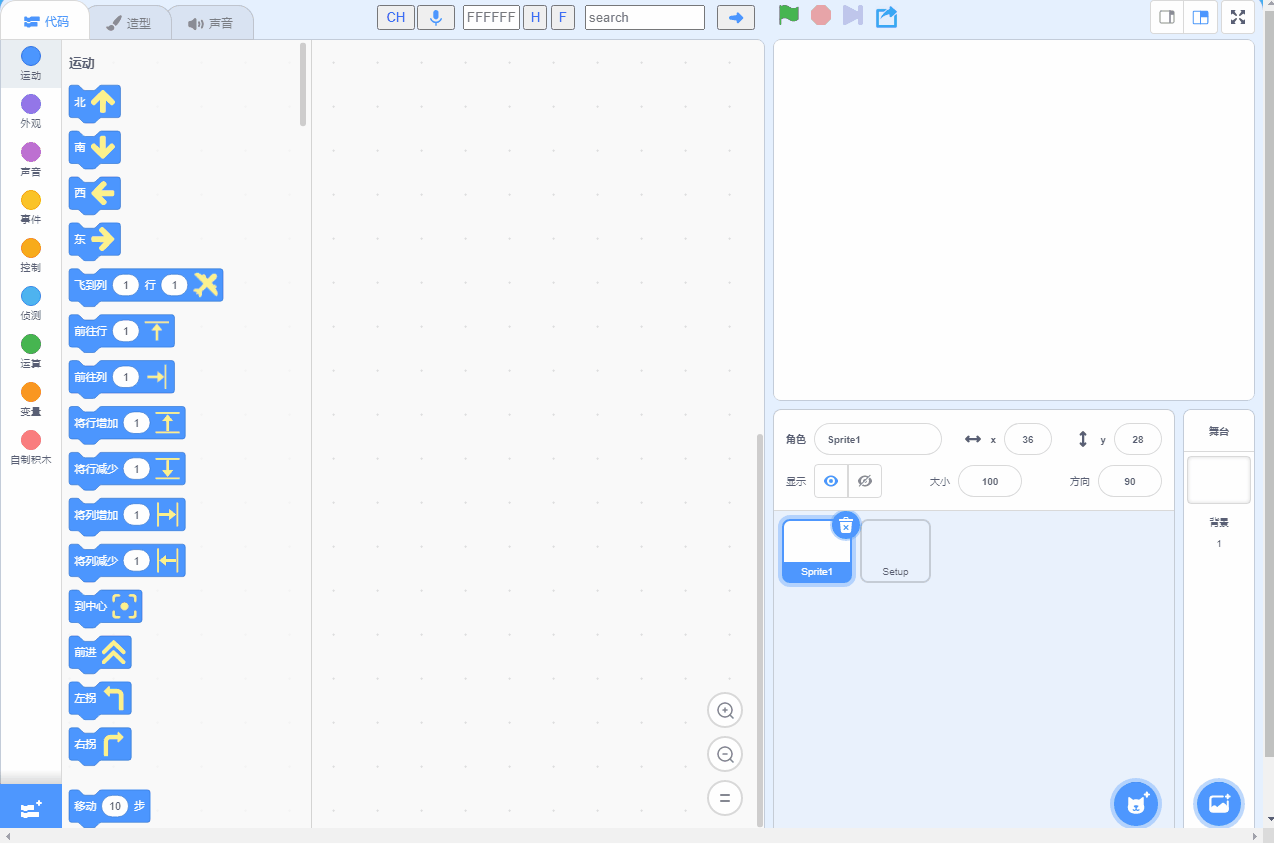 代码
造型
声音
CH
FFFFFF
H
F
search
运动
外观
声音
事件
控制
侦测
运算
变量
自制积木
运动
北
南
西
东
飞到列 1 行 1
前往行 1
前往列 1
将行增加 1
将行减少 1
将列增加 1
将列减少 1
到中心
前进
左拐
右拐
移动 10 步
角色 Sprite1 x 36 y 28
显示 大小 100 方向 90
Sprite1
Setup
舞台
背景
1